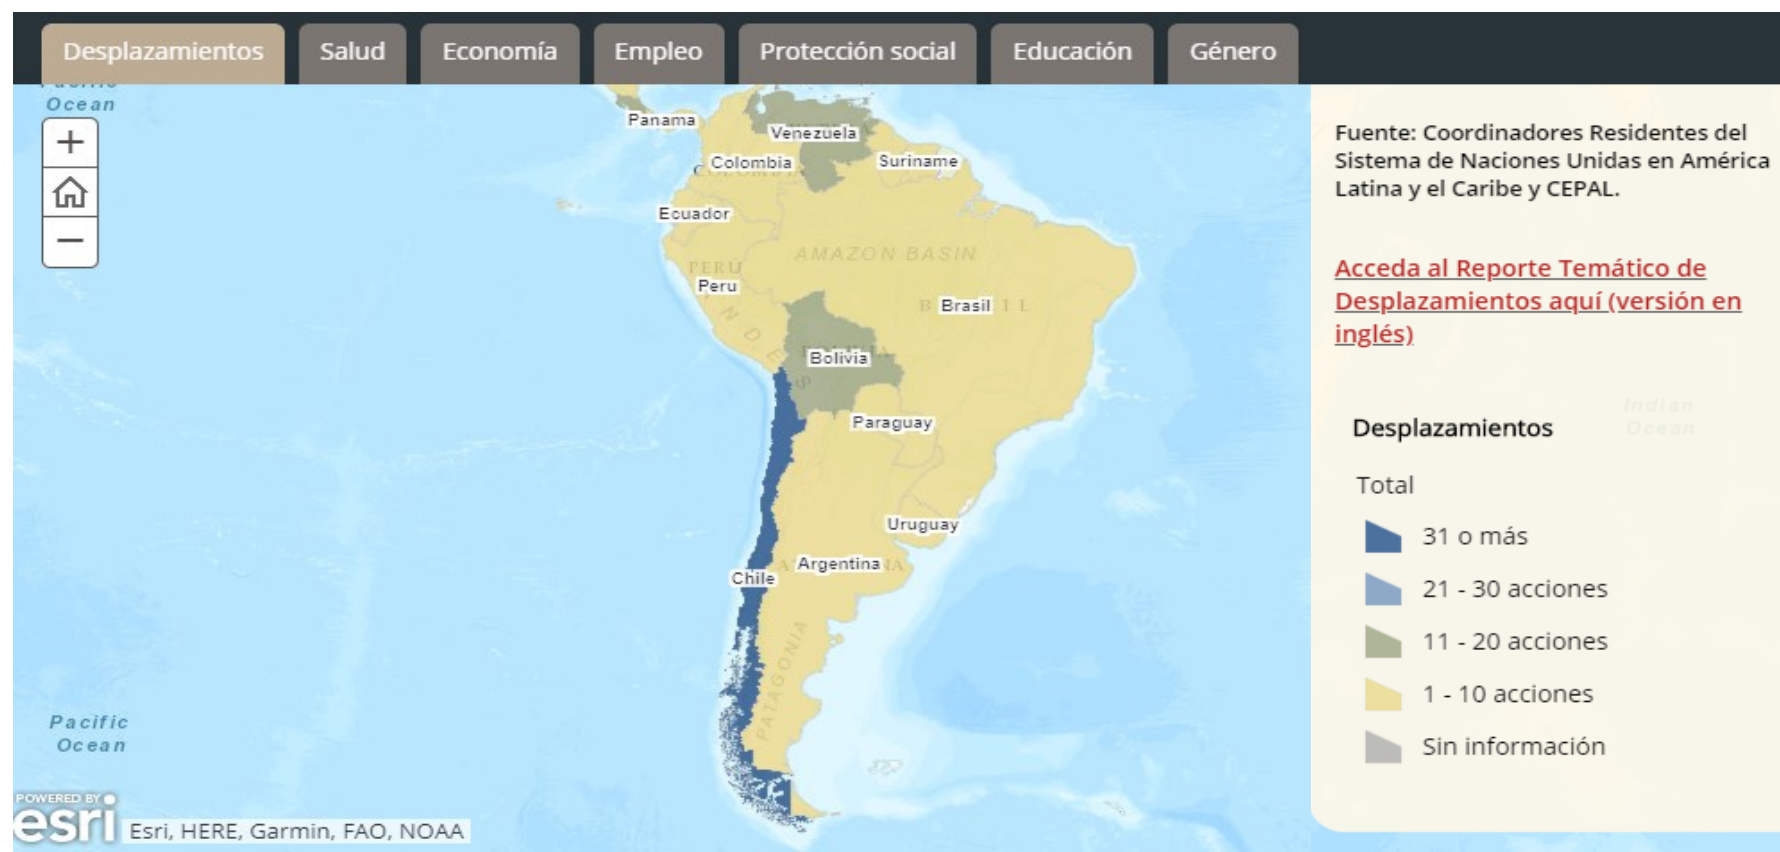 Desplazamientos
Salud
Economía
Empleo
Protección social
Educación
Género
Ocean
+
−
Panama
Venezuela
Colombia
Suriname
Ecuador
AMAZON BASIN
PERU
Peru
Brasil
Bolivia
Paraguay
Uruguay
Argentina
Chile
PATAGONIA
Pacific
Ocean
POWERED BY
esri
Esri, HERE, Garmin, FAO, NOAA
Fuente: Coordinadores Residentes del
Sistema de Naciones Unidas en América
Latina y el Caribe y CEPAL.
Acceda al Reporte Temático de
Desplazamientos aquí (versión en
inglés)
Indian
Ocean
Desplazamientos
Total
31 o más
21 - 30 acciones
11 - 20 acciones
1 - 10 acciones
Sin información